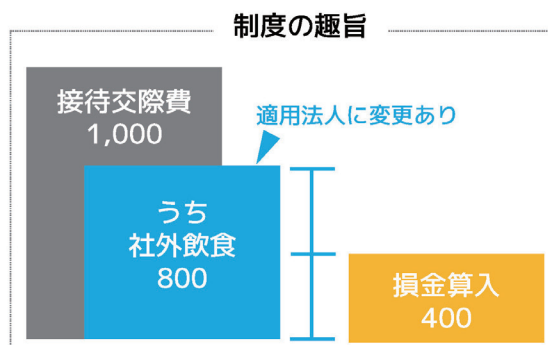 制度の趣旨
接待交際費
1,000
適用法人に変更あり
うち
社外飲食
800
損金算入
400